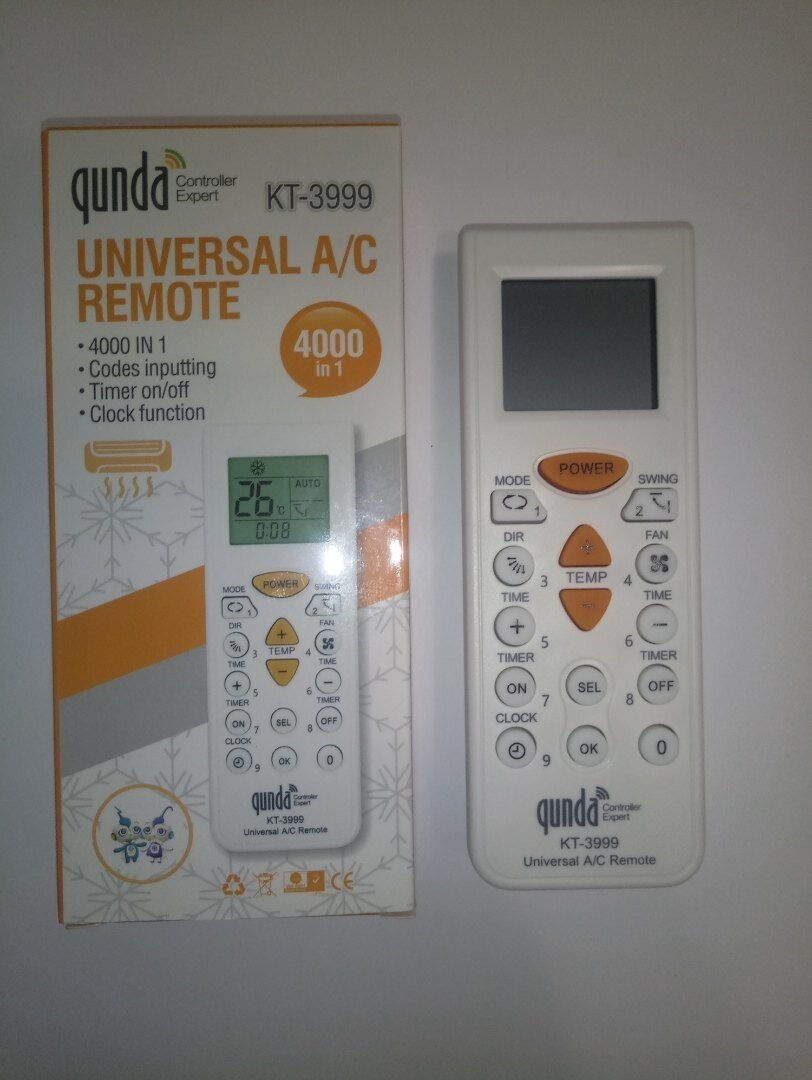 qunda Controller Expert
KT-3999
UNIVERSAL A/C
REMOTE
• 4000 IN 1
• Codes inputting
• Timer on/off
• Clock function
4000
in 1
AUTO
26 °C
0:08
POWER
MODE SWING
1 2
DIR FAN
+
3 TEMP 4
TIME TIME
-
+ 5 6 -
TIMER TIMER
ON 7 SEL 8 OFF
CLOCK
9 OK 0
qunda Controller Expert
KT-3999
Universal A/C Remote
CE
POWER
MODE SWING
1 2
DIR FAN
+
3 TEMP 4
TIME TIME
-
+ 5 6 -
TIMER TIMER
ON 7 SEL 8 OFF
CLOCK
9 OK 0
qunda Controller Expert
KT-3999
Universal A/C Remote